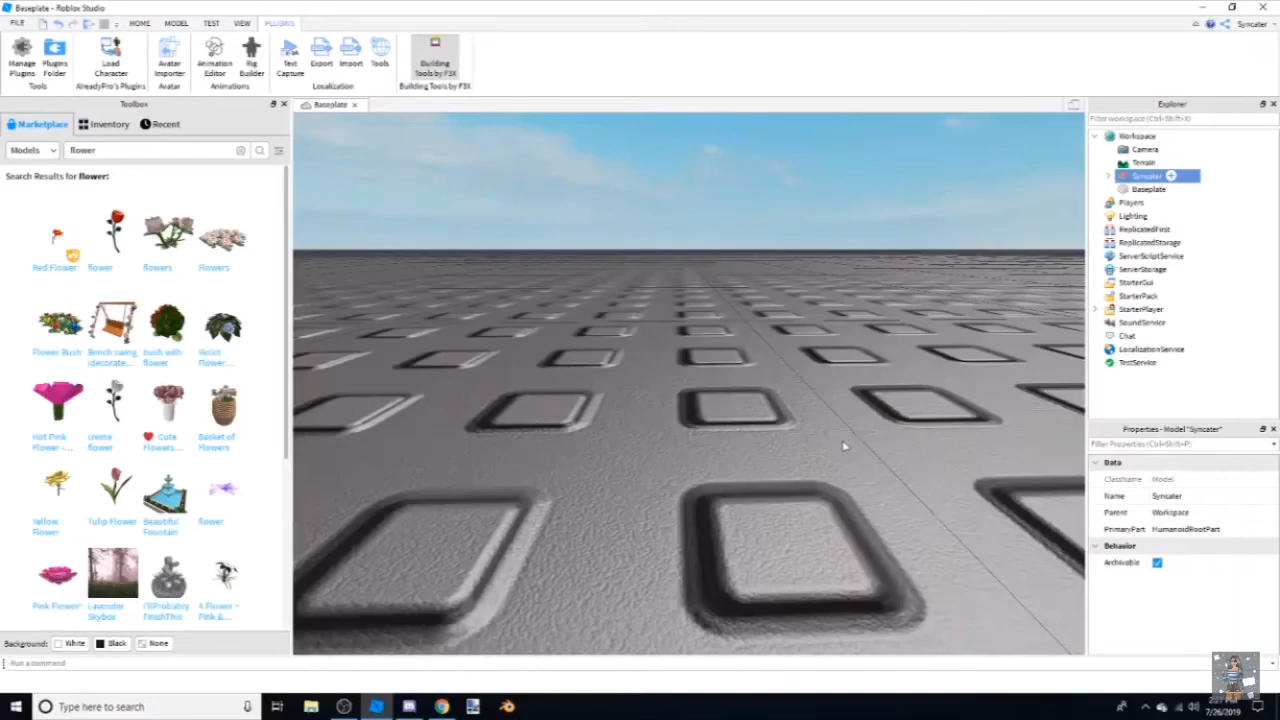 Baseplate - Roblox Studio
FILE HOME MODEL TEST VIEW PLUGINS Syncater
Manage Plugins
Plugins Folder
Load Character
Avatar Importer
Animation Editor
Rig Builder
Text Capture
Export
Import
Tools
Building Tools by F3X
Tools AlreadyPro's Plugins Avatar Animations Localization Building Tools by F3X
Toolbox
Baseplate
Marketplace Inventory Recent
Models flower
Search Results for flower:
Red Flower flower flowers Flowers
Flower Bush
Bench swing (decorate...
bush with flower
Violet Flower...
Hot Pink Flower -...
creme flower
Cute Flowers...
Basket of Flowers
Yellow Flower
Tulip Flower
Beautiful Fountain
flower
Pink Flower'
Lavender Skybox
I'llProbably FinishThis
A Flower - Pink & ...
Background: White Black None
Run a command
Explorer
Filter workspace (Ctrl+Shift+X)
Workspace
Camera
Terrain
Syncater
Baseplate
Players
Lighting
ReplicatedFirst
ReplicatedStorage
ServerScriptService
ServerStorage
StarterGui
StarterPack
StarterPlayer
SoundService
Chat
LocalizationService
TestService
Properties - Model "Syncater"
Filter Properties (Ctrl+Shift+P)
Data
ClassName Model
Name Syncater
Parent Workspace
PrimaryPart HumanoidRootPart
Behavior
Archivable
Type here to search
7/26/2019